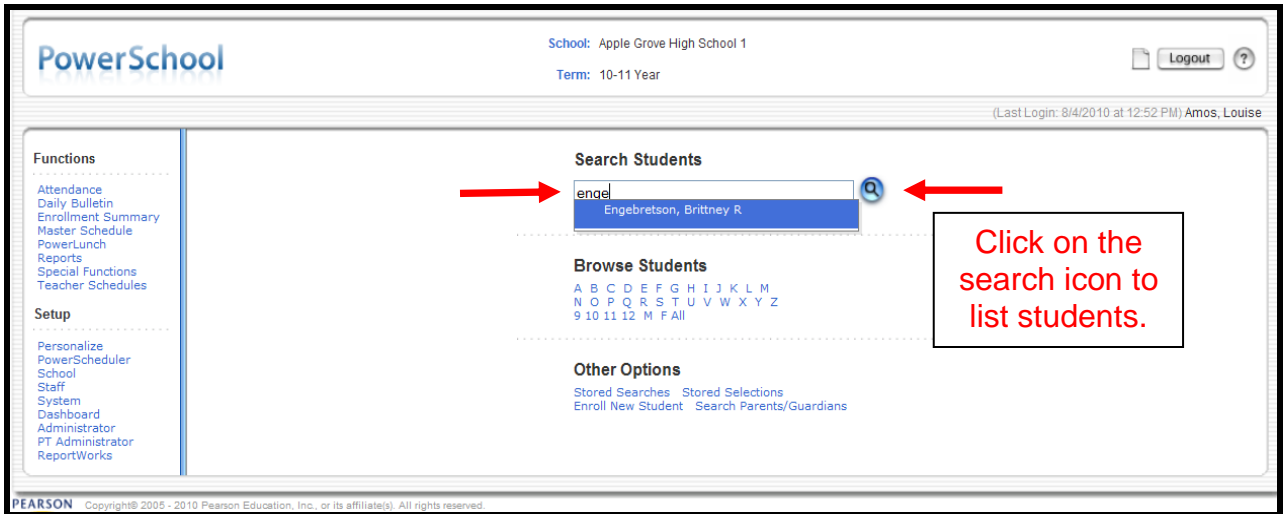 PowerSchool
School: Apple Grove High School 1
Term: 10-11 Year
Logout ?
(Last Login: 8/4/2010 at 12:52 PM) Amos, Louise
Functions
Attendance
Daily Bulletin
Enrollment Summary
Master Schedule
PowerLunch
Reports
Special Functions
Teacher Schedules
Setup
Personalize
PowerScheduler
School
Staff
System
Dashboard
Administrator
PT Administrator
ReportWorks
Search Students
enge
Engebretson, Brittney R
Browse Students
A B C D E F G H I J K L M
N O P Q R S T U V W X Y Z
9 10 11 12 M F All
Other Options
Stored Searches Stored Selections
Enroll New Student Search Parents/Guardians
Click on the
search icon to
list students.
PEARSON Copyright© 2005 - 2010 Pearson Education, Inc., or its affiliate(s). All rights reserved.